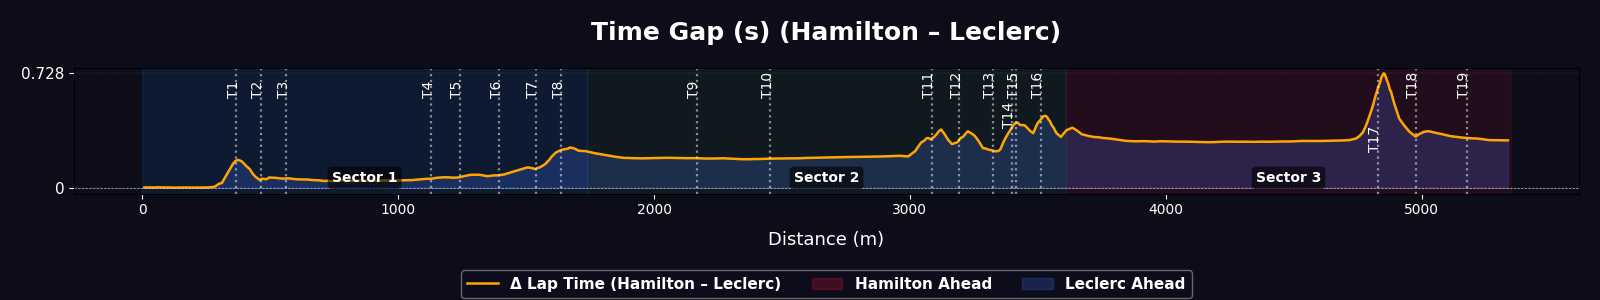 Time Gap (s) (Hamilton – Leclerc)
0.728
0
T1
T2
T3
T4
T5
T6
T7
T8
T9
T10
T11
T12
T13
T14
T15
T16
T17
T18
T19
Sector 1
Sector 2
Sector 3
0
1000
2000
3000
4000
5000
Distance (m)
Δ Lap Time (Hamilton – Leclerc)
Hamilton Ahead
Leclerc Ahead